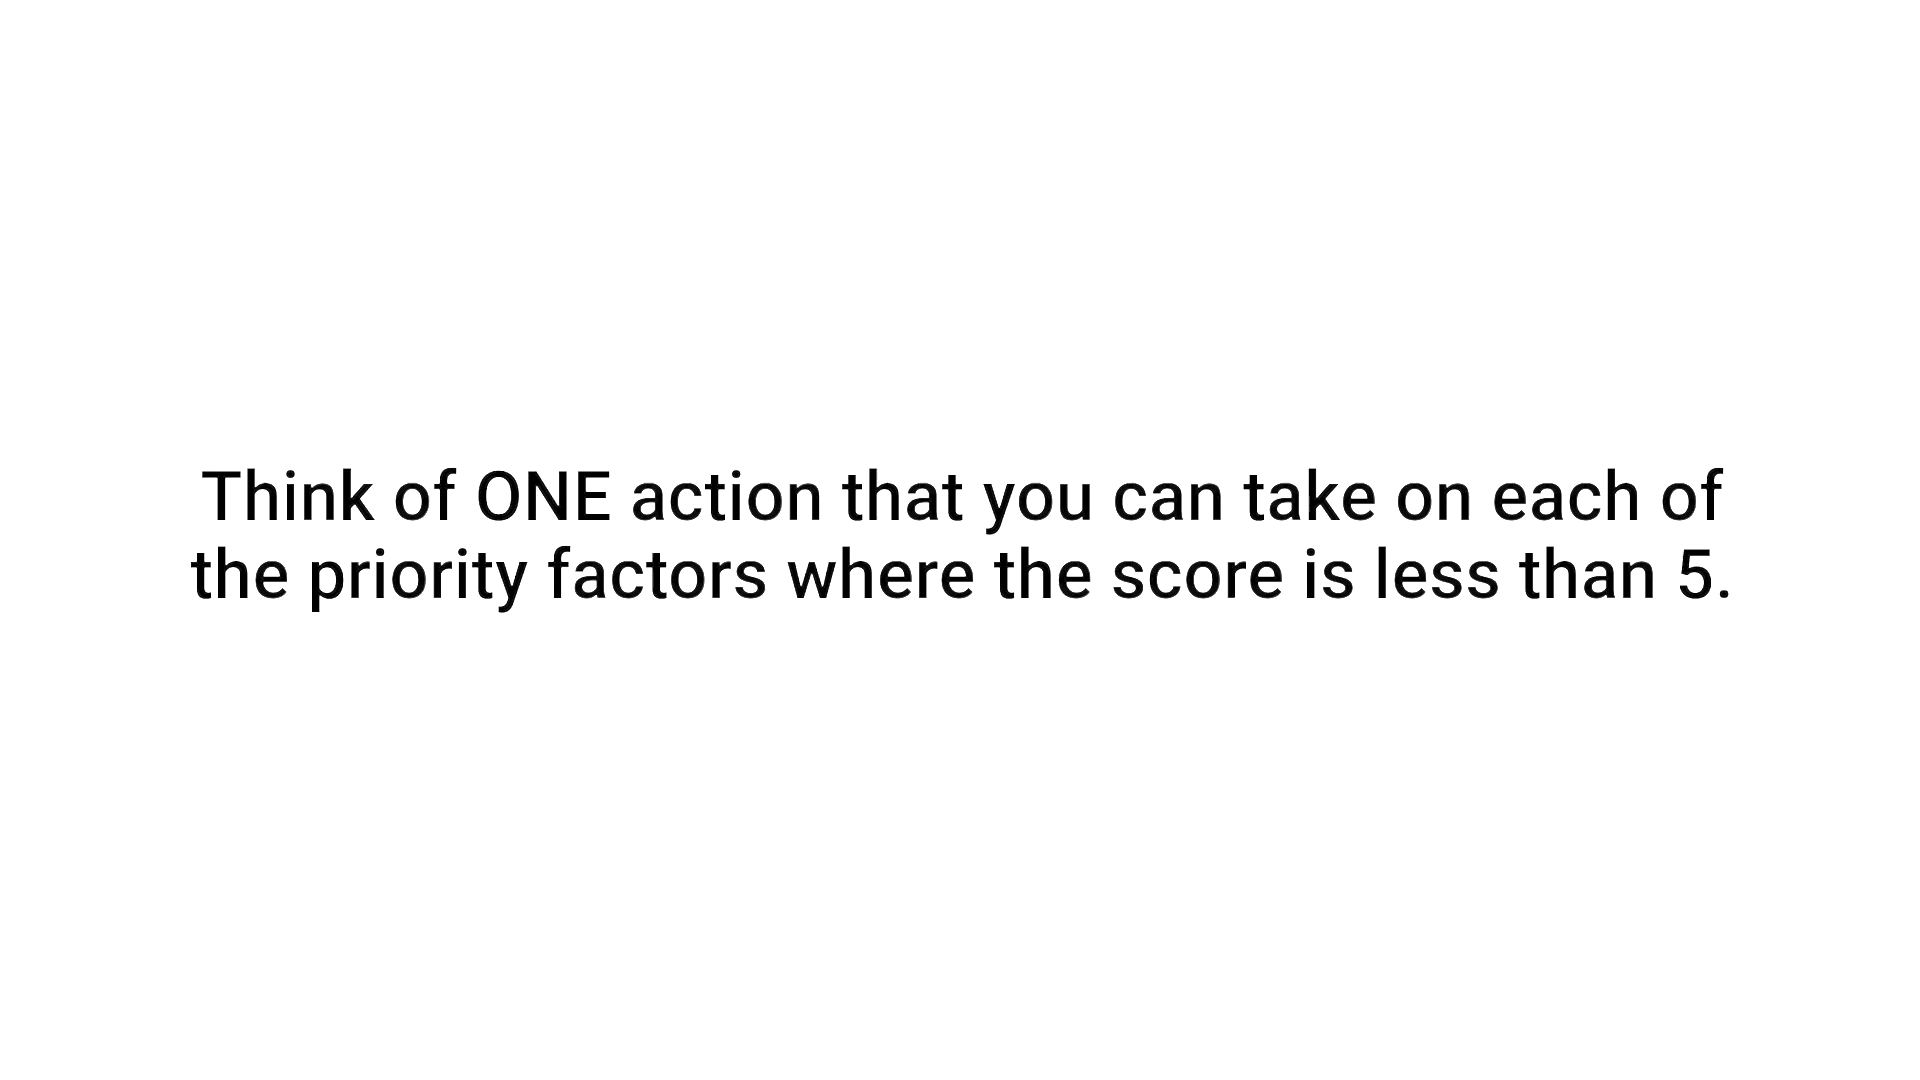 Think of ONE action that you can take on each of
the priority factors where the score is less than 5.